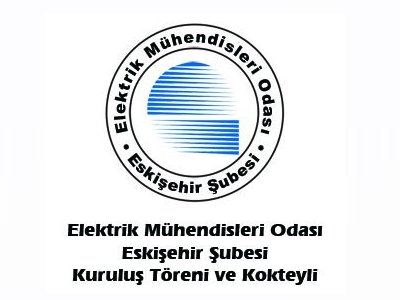 • Elektrik Mühendisleri Odası •
Eskişehir Şubesi
Elektrik Mühendisleri Odası
Eskişehir Şubesi
Kuruluş Töreni ve Kokteyli